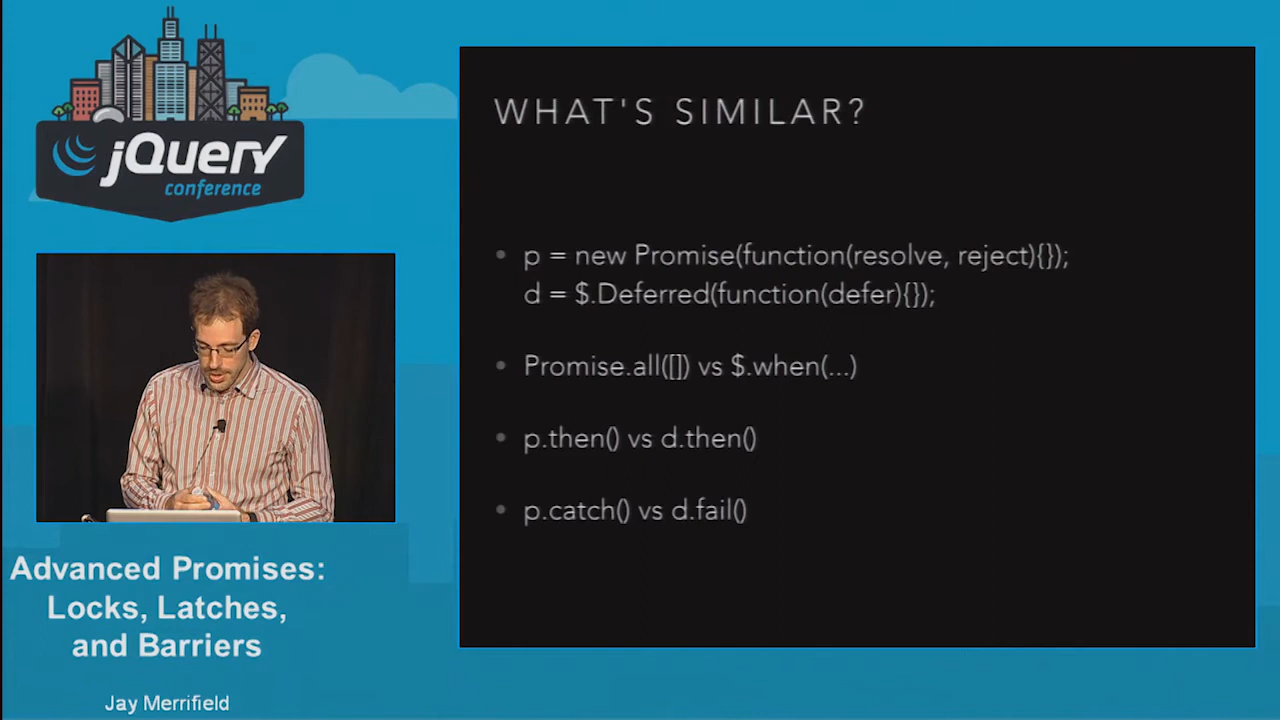 jQuery
conference
Advanced Promises:
Locks, Latches,
and Barriers
Jay Merrifield
WHAT'S SIMILAR?
• p = new Promise(function(resolve, reject){});
d = $.Deferred(function(defer){});
• Promise.all([]) vs $.when(...)
• p.then() vs d.then()
• p.catch() vs d.fail()